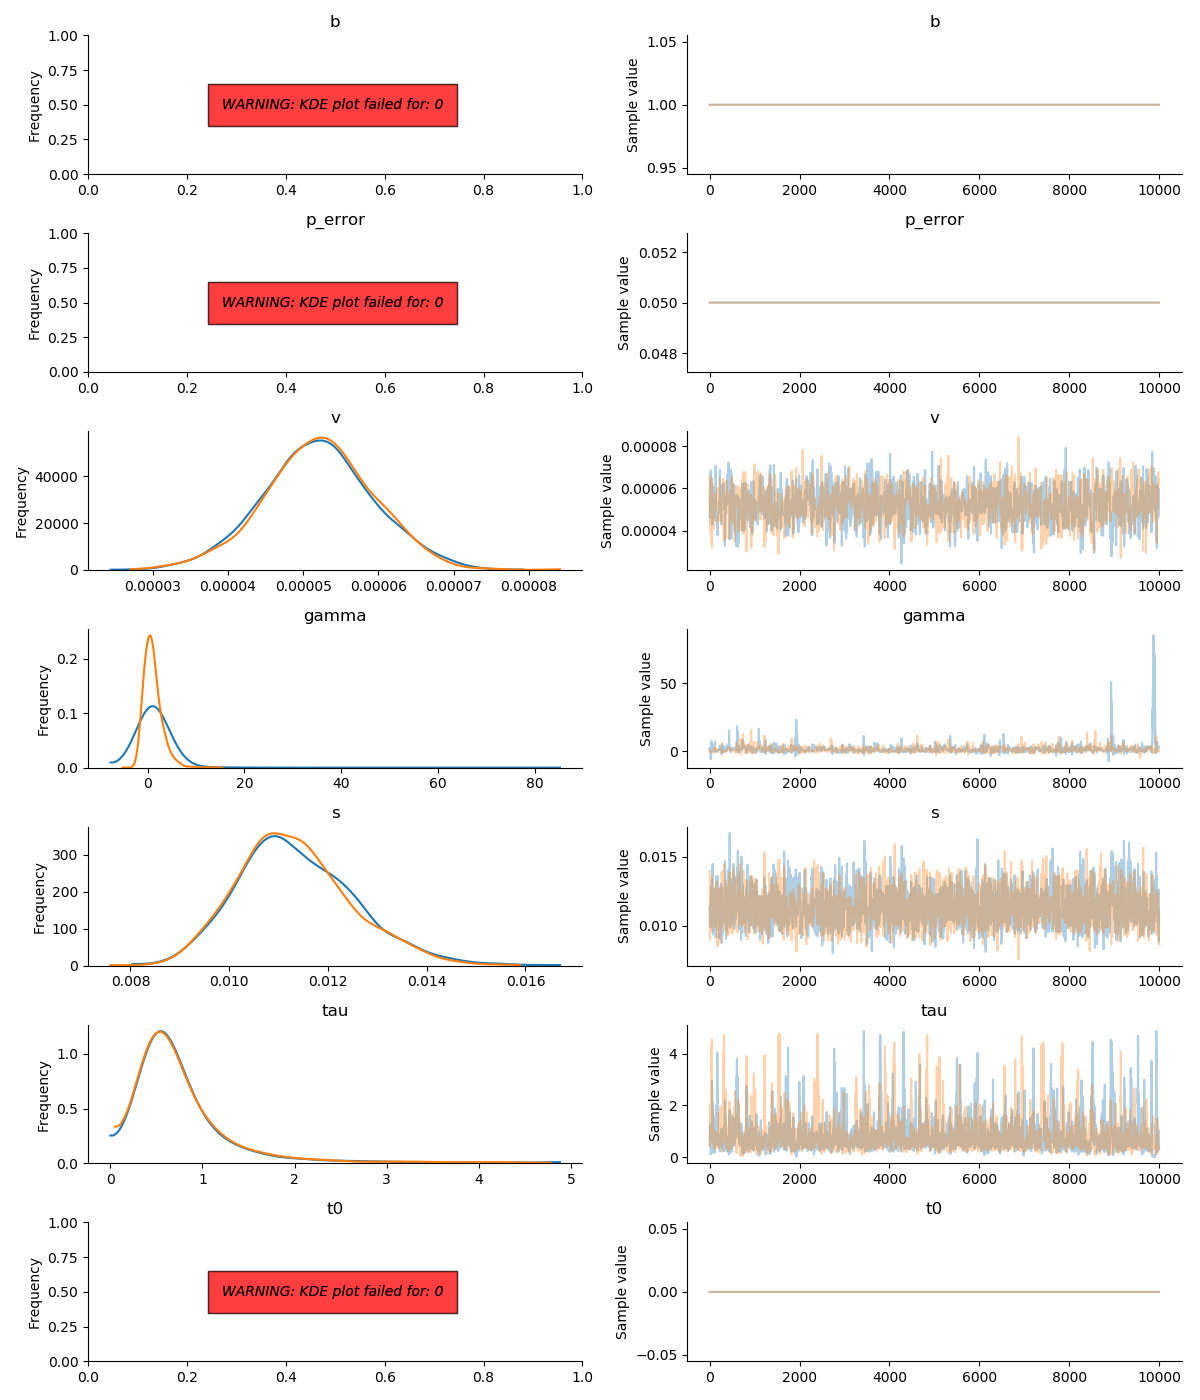 b
1.00
0.75
0.50
0.25
0.00
Frequency
WARNING: KDE plot failed for: 0
0.0 0.2 0.4 0.6 0.8 1.0
b
1.05
1.00
0.95
Sample value
0 2000 4000 6000 8000 10000
p_error
1.00
0.75
0.50
0.25
0.00
Frequency
WARNING: KDE plot failed for: 0
0.0 0.2 0.4 0.6 0.8 1.0
p_error
0.052
0.050
0.048
Sample value
0 2000 4000 6000 8000 10000
v
40000
20000
0
Frequency
0.00003 0.00004 0.00005 0.00006 0.00007 0.00008
v
0.00008
0.00006
0.00004
Sample value
0 2000 4000 6000 8000 10000
gamma
0.2
0.1
0.0
Frequency
0 20 40 60 80
gamma
50
0
Sample value
0 2000 4000 6000 8000 10000
s
300
200
100
0
Frequency
0.008 0.010 0.012 0.014 0.016
s
0.015
0.010
Sample value
0 2000 4000 6000 8000 10000
tau
1.0
0.5
0.0
Frequency
0 1 2 3 4 5
tau
4
2
0
Sample value
0 2000 4000 6000 8000 10000
t0
1.00
0.75
0.50
0.25
0.00
Frequency
WARNING: KDE plot failed for: 0
0.0 0.2 0.4 0.6 0.8 1.0
t0
0.05
0.00
−0.05
Sample value
0 2000 4000 6000 8000 10000